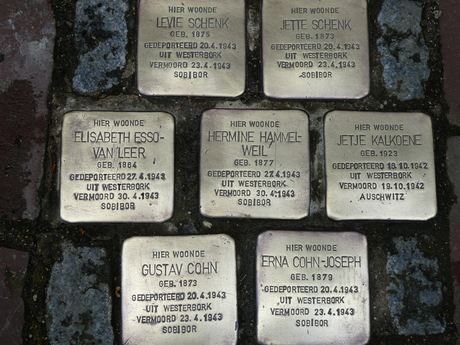 HIER WOONDE
LEVIE SCHENK
GEB. 1875
GEDEPORTEERD 20.4.1943
UIT WESTERBORK
VERMOORD 23.4.1943
SOBIBOR
HIER WOONDE
JETTE SCHENK
GEB. 1873
GEDEPORTEERD 20.4.1943
UIT WESTERBORK
VERMOORD 23.4.1943
SOBIBOR
HIER WOONDE
ELISABETH ESSO-
VAN LEER
GEB. 1864
GEDEPORTEERD 27.4.1943
UIT WESTERBORK
VERMOORD 30.4.1943
SOBIBOR
HIER WOONDE
HERMINE HAMMEL-
WEIL
GEB. 1877
GEDEPORTEERD 27.4.1943
UIT WESTERBORK
VERMOORD 30.4.1943
SOBIBOR
HIER WOONDE
JETJE KALKOENE
GEB. 1923
GEDEPORTEERD 15.10.1942
UIT WESTERBORK
VERMOORD 19.10.1942
AUSCHWITZ
HIER WOONDE
GUSTAV COHN
GEB. 1873
GEDEPORTEERD 20.4.1943
UIT WESTERBORK
VERMOORD 23.4.1943
SOBIBOR
HIER WOONDE
ERNA COHN-JOSEPH
GEB. 1879
GEDEPORTEERD 20.4.1943
UIT WESTERBORK
VERMOORD 23.4.1943
SOBIBOR